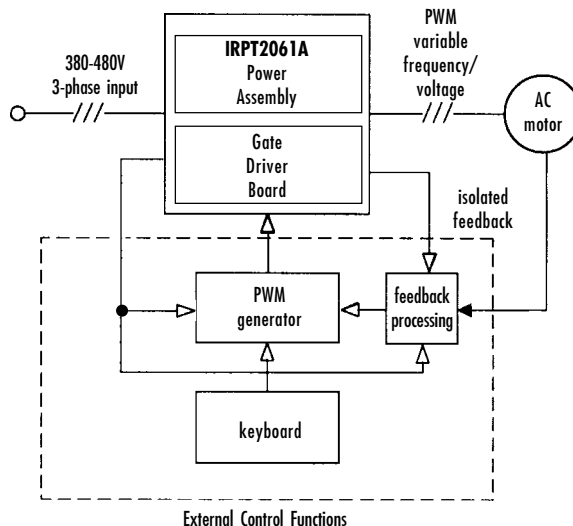 380-480V
3-phase input
IRPT2061A
Power
Assembly
Gate
Driver
Board
PWM
variable
frequency/
voltage
AC
motor
isolated
feedback
PWM
generator
feedback
processing
keyboard
External Control Functions